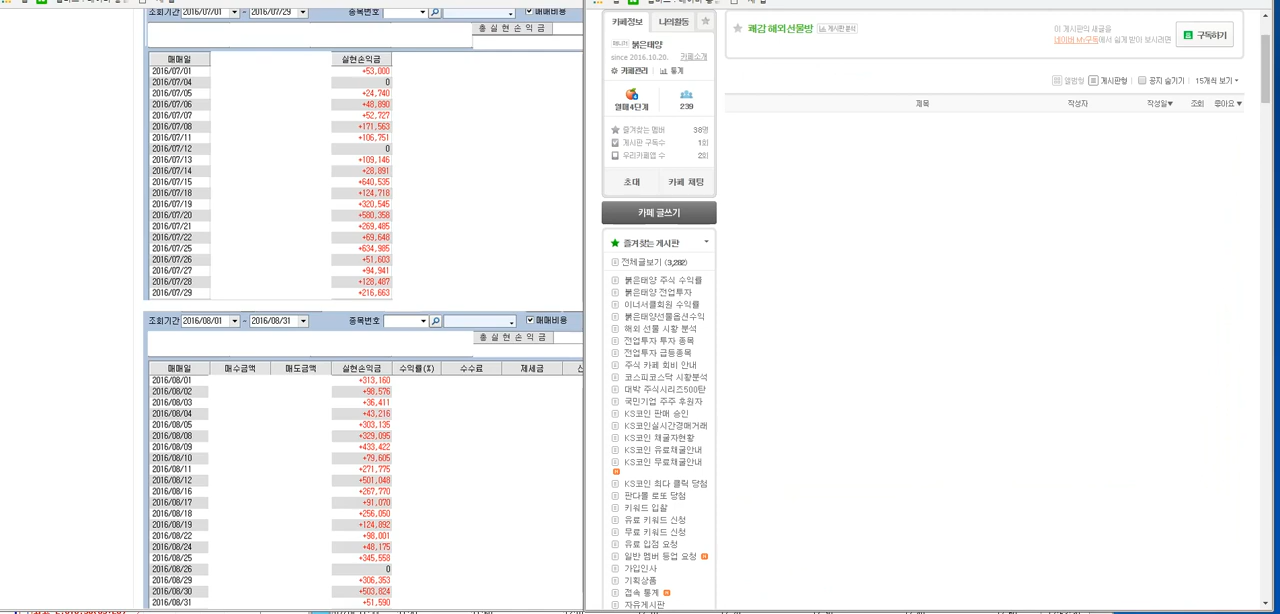 조회기간 2016/07/01 ~ 2016/07/29 종목번호 매매비용
총 실 현 손 익 금
매매일 실현손익금
2016/07/01 +53,000
2016/07/04 0
2016/07/05 +24,740
2016/07/06 +48,890
2016/07/07 +52,727
2016/07/08 +171,563
2016/07/11 +106,751
2016/07/12 0
2016/07/13 +109,146
2016/07/14 +28,891
2016/07/15 +640,535
2016/07/18 +124,718
2016/07/19 +320,545
2016/07/20 +580,358
2016/07/21 +269,485
2016/07/22 +69,648
2016/07/25 +634,985
2016/07/26 +51,603
2016/07/27 +94,941
2016/07/28 +128,487
2016/07/29 +216,663
조회기간 2016/08/01 ~ 2016/08/31 종목번호 매매비용
총 실 현 손 익 금
매매일 매수금액 매도금액 실현손익금 수익률(%) 수수료 제세금
2016/08/01 +313,160
2016/08/02 +98,576
2016/08/03 +36,411
2016/08/04 +43,216
2016/08/05 +303,135
2016/08/08 +329,095
2016/08/09 +433,422
2016/08/10 +79,605
2016/08/11 +271,775
2016/08/12 +501,048
2016/08/16 +267,770
2016/08/17 +91,070
2016/08/18 +256,050
2016/08/19 +124,892
2016/08/22 +98,001
2016/08/24 +48,175
2016/08/25 +345,558
2016/08/26 0
2016/08/29 +306,353
2016/08/30 +503,824
2016/08/31 +51,590
카페정보 나의활동
매니저 붉은태양
since 2016.10.20. 카페소개
카페관리 통계
열매4단계 239
즐겨찾는 멤버 38명
게시판 구독수 1회
우리카페앱 수 2회
초대 카페 채팅
카페 글쓰기
즐겨찾는 게시판
전체글보기 (3,282)
붉은태양 주식 수익률
붉은태양 전업투자
이너서클회원 수익률
붉은태양선물옵션수익
해외 선물 시황 분석
전업투자 투자 종목
전업투자 급등종목
주식 카페 회비 안내
코스피코스닥 시황분석
대박 주식시리즈500탄
국민기업 주주 후원자
KS코인 판매 승인
KS코인실시간경매거래
KS코인 채굴자현황
KS코인 유료채굴안내
KS코인 무료채굴안내
KS코인 최다 클릭 당첨
판다를 로또 당첨
키워드 입찰
유료 키워드 신청
무료 키워드 신청
유료 입점 요청
일반 멤버 등업 요청
가입인사
기획상품
접속 통계
자유게시판
쾌감 해외선물방 게시판 분석
이 게시판의 새글을
네이버 My구독에서 쉽게 받아 보시려면
구독하기
앨범형 게시판형 공지 숨기기 15개씩 보기
제목 작성자 작성일 조회 좋아요